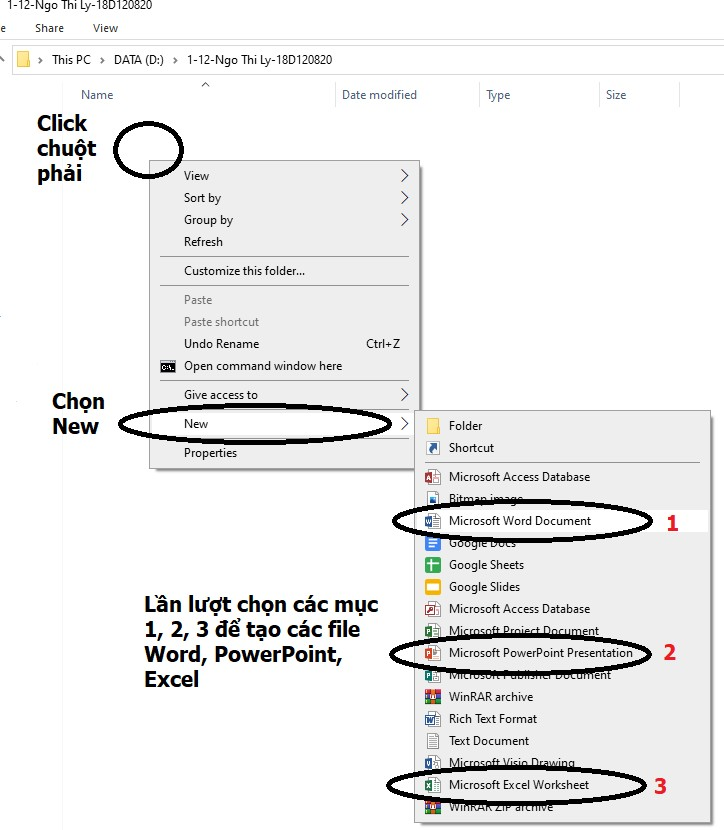 1-12-Ngo Thi Ly-18D120820
e Share View
This PC > DATA (D:) > 1-12-Ngo Thi Ly-18D120820
Name Date modified Type Size
Click
chuột
phải
View
Sort by
Group by
Refresh
Customize this folder...
Paste
Paste shortcut
Undo Rename Ctrl+Z
Open command window here
Give access to
Chọn
New
New
Properties
Folder
Shortcut
Microsoft Access Database
Bitmap image
Microsoft Word Document 1
Google Docs
Google Sheets
Google Slides
Microsoft Access Database
Microsoft Project Document
Microsoft PowerPoint Presentation 2
Microsoft Publisher Document
WinRAR archive
Rich Text Format
Text Document
Microsoft Visio Drawing
Microsoft Excel Worksheet 3
WinRAR ZIP archive
Lần lượt chọn các mục
1, 2, 3 để tạo các file
Word, PowerPoint,
Excel